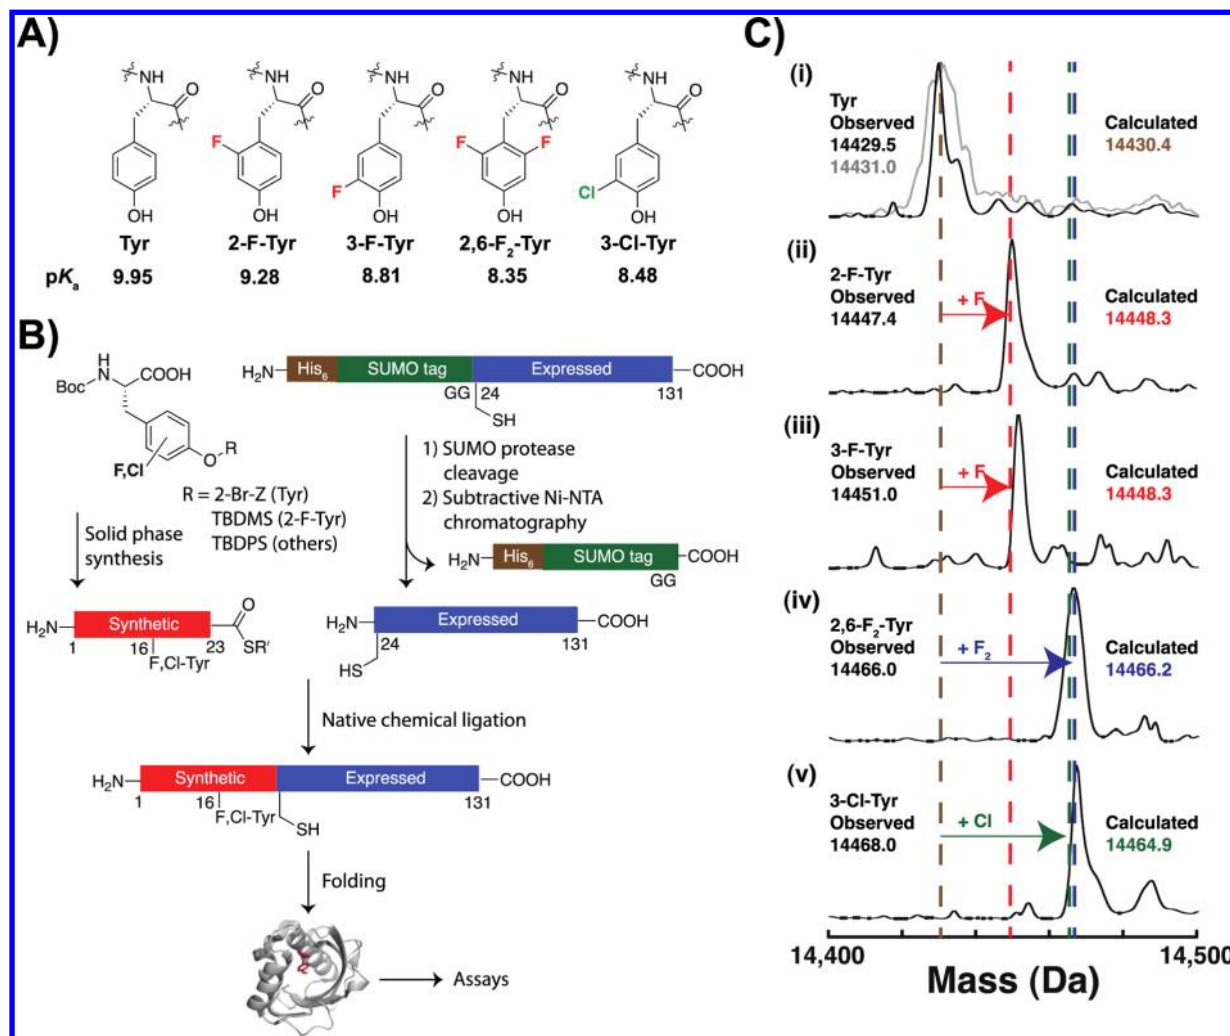 A)
NH
O
OH
Tyr
NH
O
F
OH
2-F-Tyr
NH
O
F
OH
3-F-Tyr
NH
O
F
F
OH
2,6-F₂-Tyr
NH
O
Cl
OH
3-Cl-Tyr
pKₐ 9.95 9.28 8.81 8.35 8.48
B)
H
Boc N COOH
F,Cl
O R
R = 2-Br-Z (Tyr)
TBDMS (2-F-Tyr)
TBDPS (others)
Solid phase
synthesis
H₂N His₆ SUMO tag Expressed COOH
GG 24 131
SH
1) SUMO protease
cleavage
2) Subtractive Ni-NTA
chromatography
H₂N His₆ SUMO tag COOH
GG
H₂N Synthetic O
SR′
1 16 23
F,Cl-Tyr
H₂N Expressed COOH
24 131
HS
Native chemical ligation
H₂N Synthetic Expressed COOH
1 16 131
F,Cl-Tyr SH
Folding
Assays
C)
(i)
Tyr
Observed
14429.5
14431.0
Calculated
14430.4
(ii)
2-F-Tyr
Observed
14447.4
+ F
Calculated
14448.3
(iii)
3-F-Tyr
Observed
14451.0
+ F
Calculated
14448.3
(iv)
2,6-F₂-Tyr
Observed
14466.0
+ F₂
Calculated
14466.2
(v)
3-Cl-Tyr
Observed
14468.0
+ Cl
Calculated
14464.9
14,400 14,500
Mass (Da)